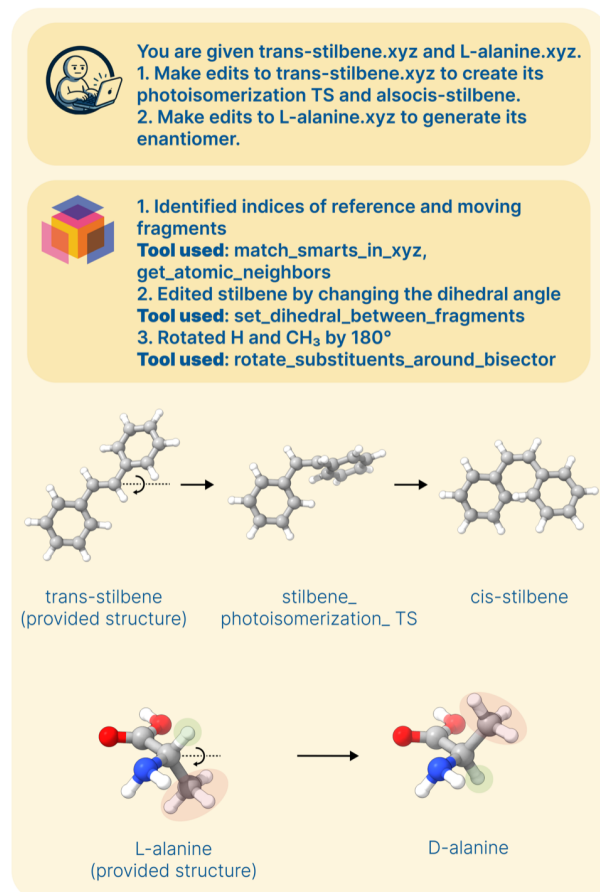 You are given trans-stilbene.xyz and L-alanine.xyz.
1. Make edits to trans-stilbene.xyz to create its
photoisomerization TS and alsocis-stilbene.
2. Make edits to L-alanine.xyz to generate its
enantiomer.
1. Identified indices of reference and moving
fragments
Tool used: match_smarts_in_xyz,
get_atomic_neighbors
2. Edited stilbene by changing the dihedral angle
Tool used: set_dihedral_between_fragments
3. Rotated H and CH₃ by 180°
Tool used: rotate_substituents_around_bisector
trans-stilbene
(provided structure)
stilbene_
photoisomerization_ TS
cis-stilbene
L-alanine
(provided structure)
D-alanine